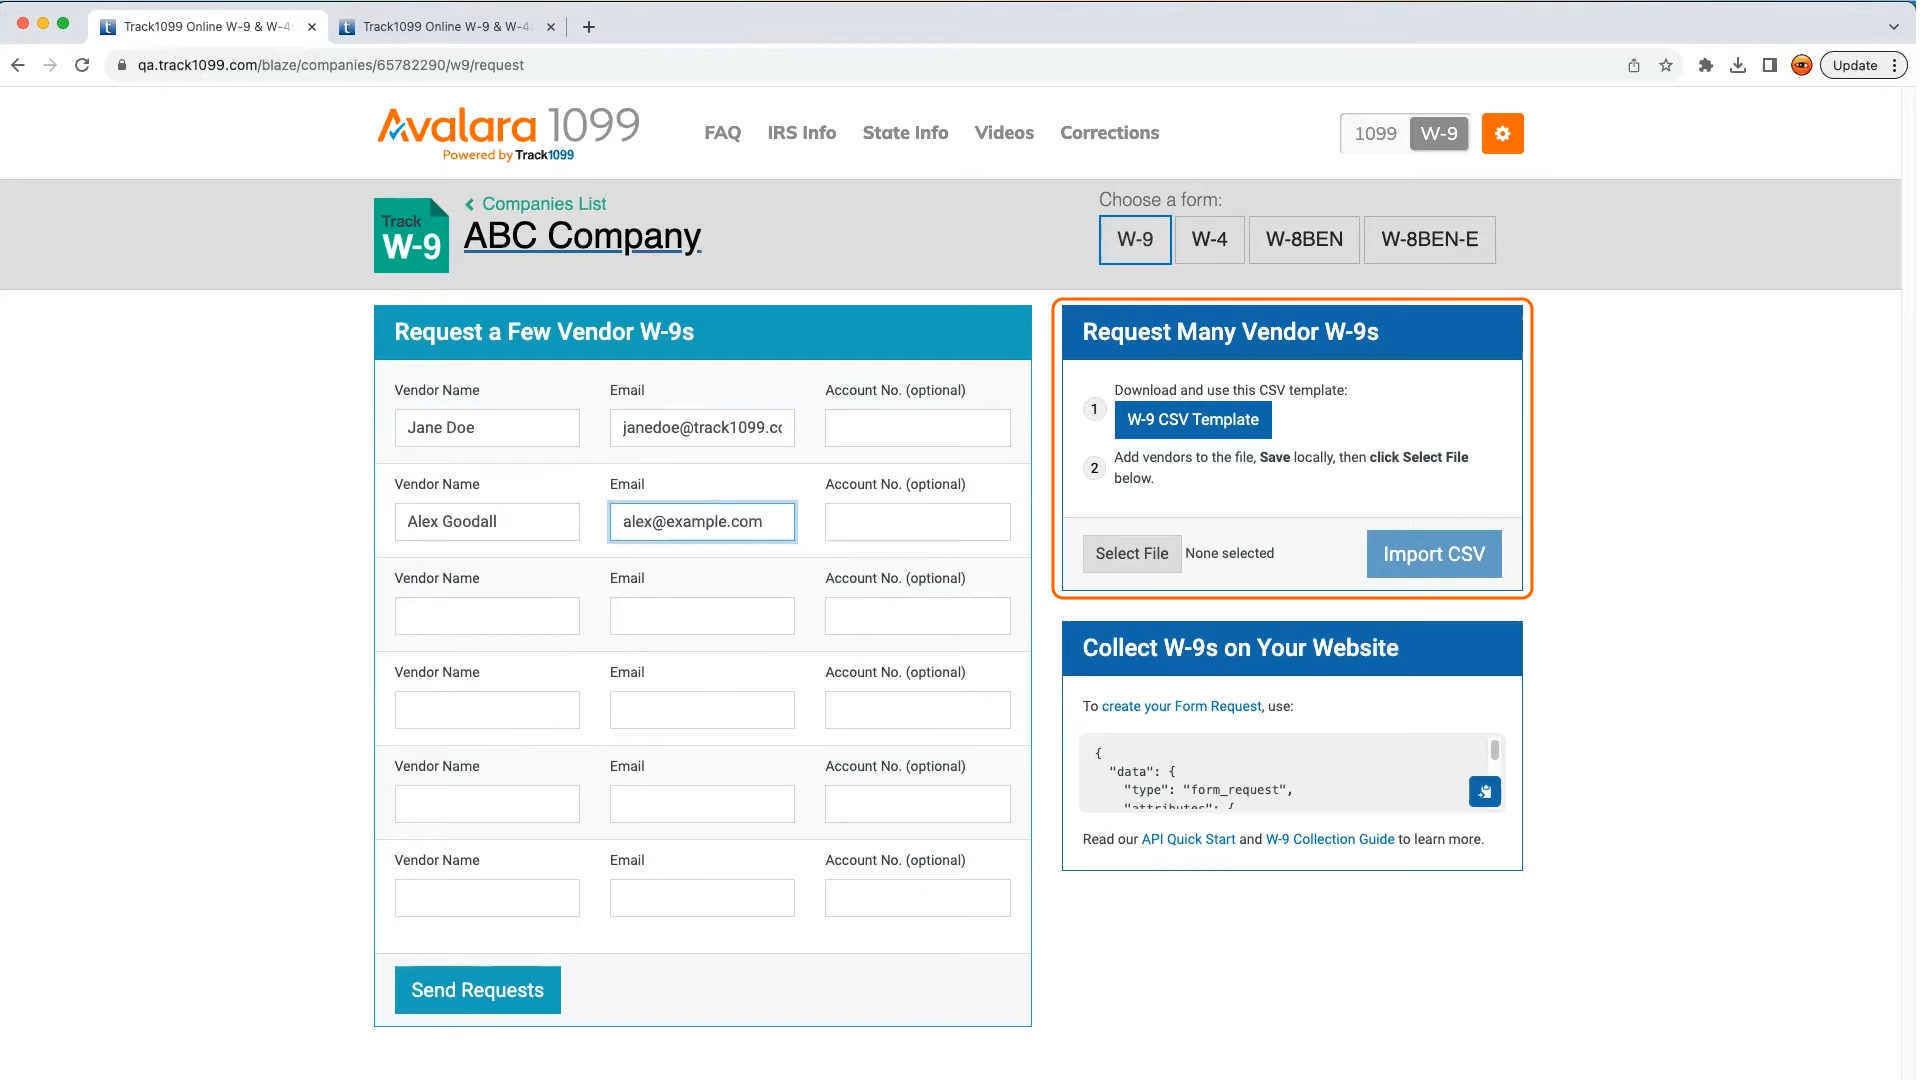 Track1099 Online W-9 & W-4
Track1099 Online W-9 & W-4
qa.track1099.com/blaze/companies/65782290/w9/request
Update
Avalara 1099
Powered by Track1099
FAQ
IRS Info
State Info
Videos
Corrections
1099
W-9
Track
W-9
Companies List
ABC Company
Choose a form:
W-9
W-4
W-8BEN
W-8BEN-E
Request a Few Vendor W-9s
Vendor Name
Email
Account No. (optional)
Jane Doe
janedoe@track1099.cc
Vendor Name
Email
Account No. (optional)
Alex Goodall
alex@example.com
Vendor Name
Email
Account No. (optional)
Vendor Name
Email
Account No. (optional)
Vendor Name
Email
Account No. (optional)
Vendor Name
Email
Account No. (optional)
Send Requests
Request Many Vendor W-9s
1
Download and use this CSV template:
W-9 CSV Template
2
Add vendors to the file, Save locally, then click Select File
below.
Select File
None selected
Import CSV
Collect W-9s on Your Website
To create your Form Request, use:
{
"data": {
"type": "form_request",
"attributes": {
Read our API Quick Start and W-9 Collection Guide to learn more.